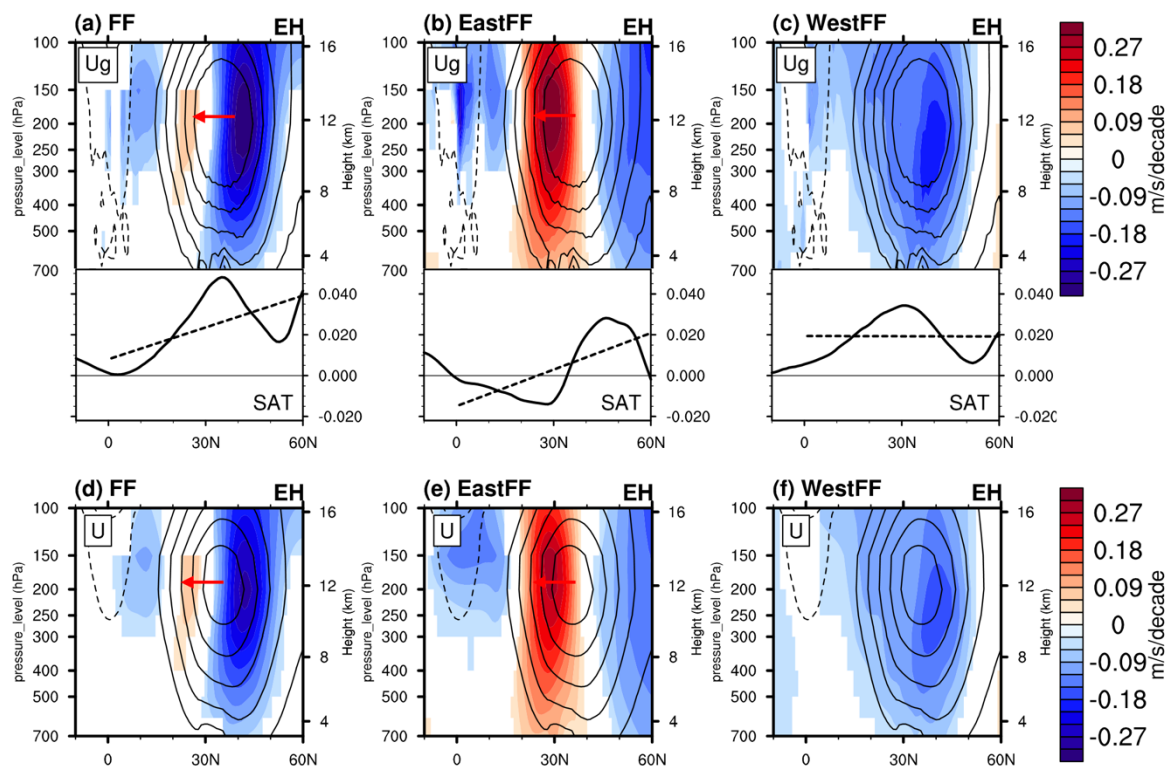 (a) FF EH
(b) EastFF EH
(c) WestFF
Ug
Ug
Ug
pressure_level (hPa)
100
150
200
250
300
400
500
700
16
12
8
4
Height (km)
pressure_level (hPa)
100
150
200
250
300
400
500
700
16
12
8
4
Height (km)
pressure_level (hPa)
100
150
200
250
300
400
500
700
16
12
8
4
Height (km)
0.27
0.18
0.09
0
-0.09
-0.18
-0.27
m/s/decade
0.040
0.020
0.000
-0.020
SAT
0 30N 60N
0.040
0.020
0.000
-0.020
SAT
0 30N 60N
0.040
0.020
0.000
-0.020
SAT
0 30N 60N
(d) FF EH
(e) EastFF EH
(f) WestFF
U
U
U
pressure_level (hPa)
100
150
200
250
300
400
500
700
16
12
8
4
Height (km)
0 30N 60N
pressure_level (hPa)
100
150
200
250
300
400
500
700
16
12
8
4
Height (km)
0 30N 60N
pressure_level (hPa)
100
150
200
250
300
400
500
700
16
12
8
4
Height (km)
0 30N 60N
0.27
0.18
0.09
0
-0.09
-0.18
-0.27
m/s/decade